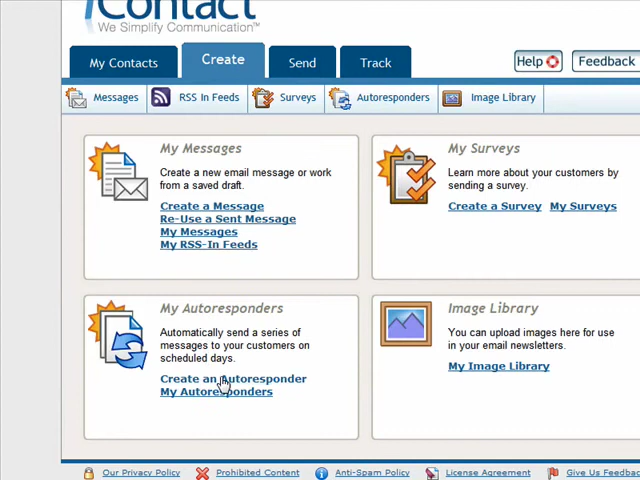 iContact
We Simplify Communication™
My Contacts Create Send Track Help Feedback
Messages RSS In Feeds Surveys Autoresponders Image Library
My Messages
Create a new email message or work
from a saved draft.
Create a Message
Re-Use a Sent Message
My Messages
My RSS-In Feeds
My Surveys
Learn more about your customers by
sending a survey.
Create a Survey My Surveys
My Autoresponders
Automatically send a series of
messages to your customers on
scheduled days.
Create an Autoresponder
My Autoresponders
Image Library
You can upload images here for use
in your email newsletters.
My Image Library
Our Privacy Policy Prohibited Content Anti-Spam Policy License Agreement Give Us Feedba